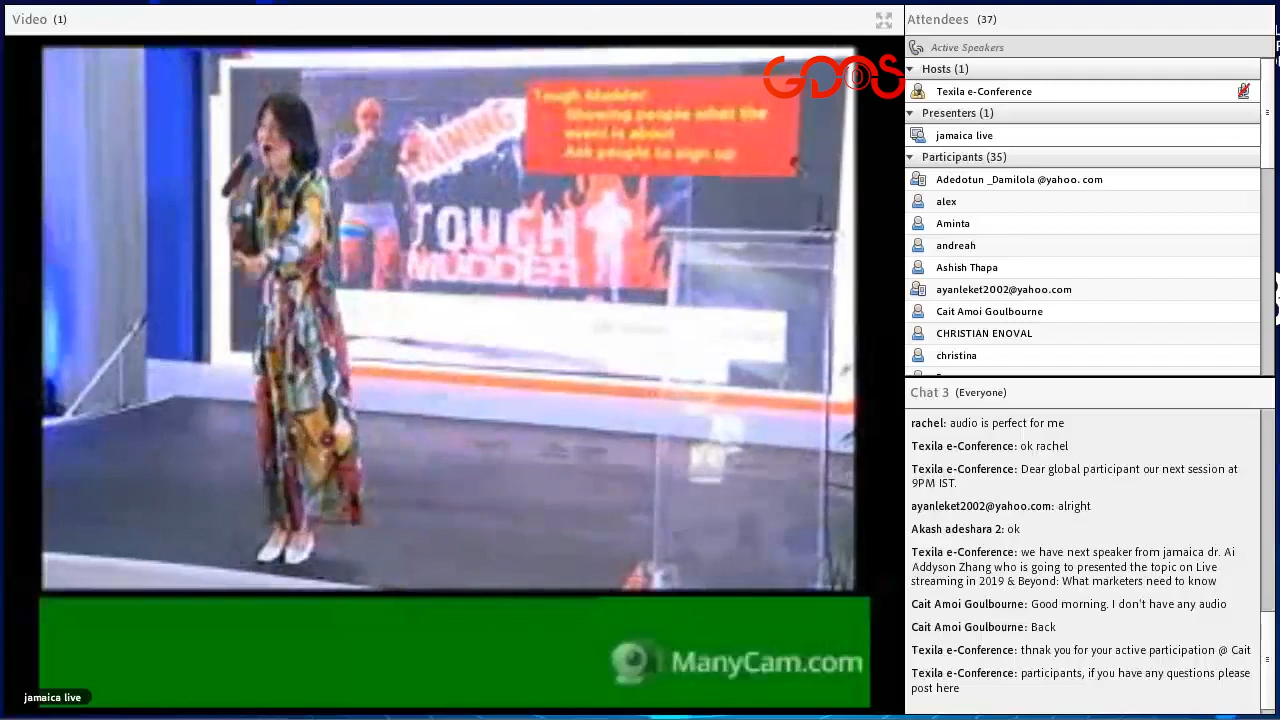 Video (1)
TRAINING
Tough Mudder:
Showing people what the
event is about
Ask people to sign up
TOUGH
MUDDER
ManyCam.com
jamaica live
Attendees (37)
Active Speakers
Hosts (1)
Texila e-Conference
Presenters (1)
jamaica live
Participants (35)
Adedotun _Damilola @yahoo. com
alex
Aminta
andreah
Ashish Thapa
ayanleket2002@yahoo.com
Cait Amoi Goulbourne
CHRISTIAN ENOVAL
christina
Chat 3 (Everyone)
rachel: audio is perfect for me
Texila e-Conference: ok rachel
Texila e-Conference: Dear global participant our next session at
9PM IST.
ayanleket2002@yahoo.com: alright
Akash adeshara 2: ok
Texila e-Conference: we have next speaker from jamaica dr. Ai
Addyson Zhang who is going to presented the topic on Live
streaming in 2019 & Beyond: What marketers need to know
Cait Amoi Goulbourne: Good morning. I don't have any audio
Cait Amoi Goulbourne: Back
Texila e-Conference: thnak you for your active participation @ Cait
Texila e-Conference: participants, if you have any questions please
post here